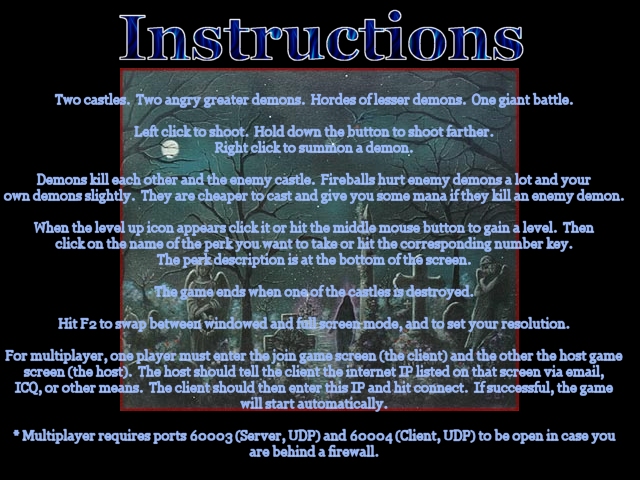 Instructions
Two castles. Two angry greater demons. Hordes of lesser demons. One giant battle.
Left click to shoot. Hold down the button to shoot farther.
Right click to summon a demon.
Demons kill each other and the enemy castle. Fireballs hurt enemy demons a lot and your
own demons slightly. They are cheaper to cast and give you some mana if they kill an enemy demon.
When the level up icon appears click it or hit the middle mouse button to gain a level. Then
click on the name of the perk you want to take or hit the corresponding number key.
The perk description is at the bottom of the screen.
The game ends when one of the castles is destroyed.
Hit F2 to swap between windowed and full screen mode, and to set your resolution.
For multiplayer, one player must enter the join game screen (the client) and the other the host game
screen (the host). The host should tell the client the internet IP listed on that screen via email,
ICQ, or other means. The client should then enter this IP and hit connect. If successful, the game
will start automatically.
* Multiplayer requires ports 60003 (Server, UDP) and 60004 (Client, UDP) to be open in case you
are behind a firewall.